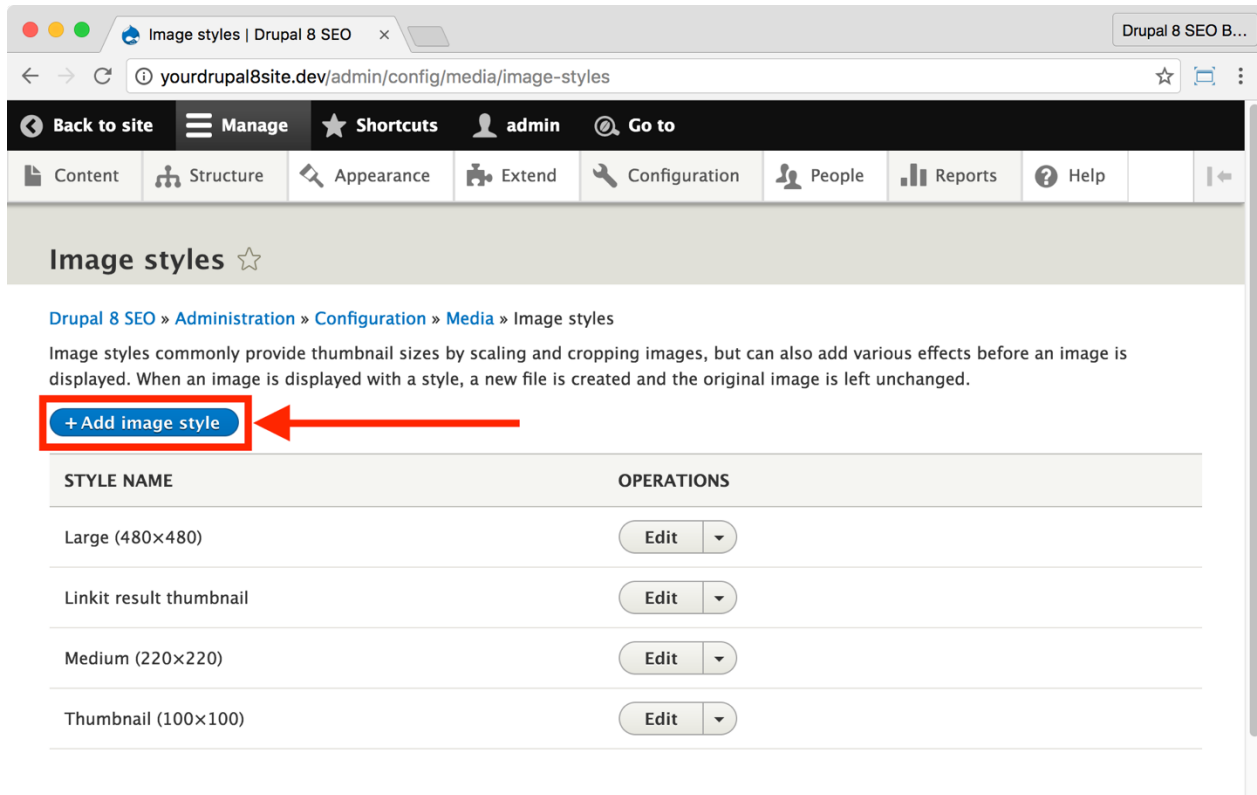 Image styles | Drupal 8 SEO
Drupal 8 SEO B...
yourdrupal8site.dev/admin/config/media/image-styles
Back to site Manage Shortcuts admin Go to
Content Structure Appearance Extend Configuration People Reports Help
Image styles
Drupal 8 SEO » Administration » Configuration » Media » Image styles
Image styles commonly provide thumbnail sizes by scaling and cropping images, but can also add various effects before an image is
displayed. When an image is displayed with a style, a new file is created and the original image is left unchanged.
+ Add image style
STYLE NAME OPERATIONS
Large (480×480) Edit
Linkit result thumbnail Edit
Medium (220×220) Edit
Thumbnail (100×100) Edit